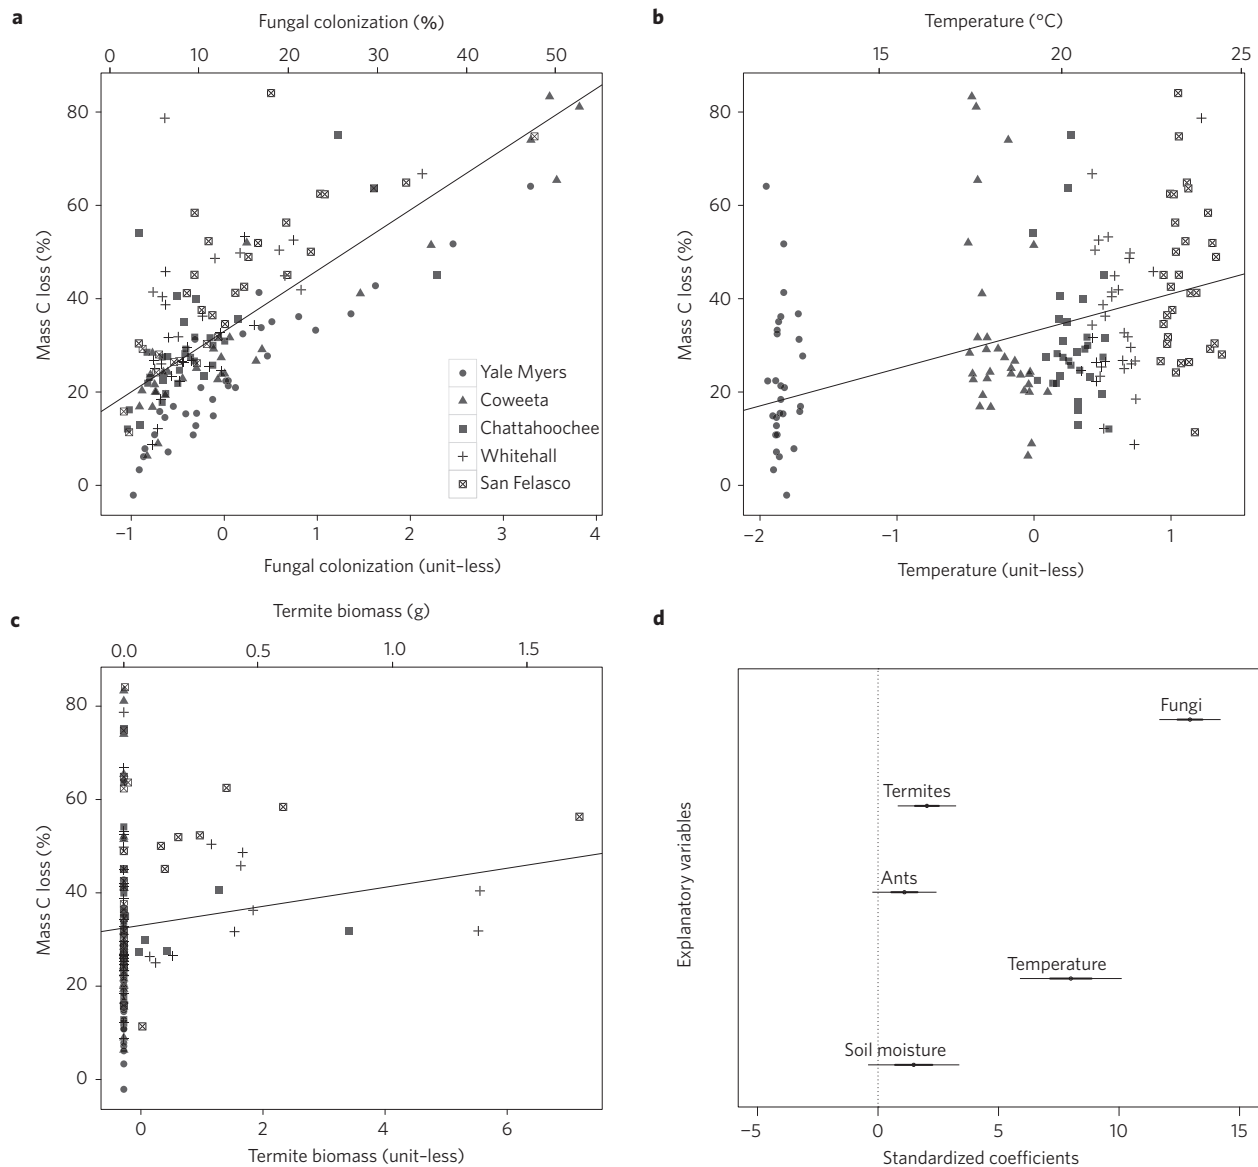 a
Fungal colonization (%)
0 10 20 30 40 50
Mass C loss (%)
80
60
40
20
0
Yale Myers
Coweeta
Chattahoochee
Whitehall
San Felasco
−1 0 1 2 3 4
Fungal colonization (unit–less)
b
Temperature (°C)
15 20 25
Mass C loss (%)
80
60
40
20
0
−2 −1 0 1
Temperature (unit–less)
c
Termite biomass (g)
0.0 0.5 1.0 1.5
Mass C loss (%)
80
60
40
20
0
0 2 4 6
Termite biomass (unit–less)
d
Explanatory variables
Fungi
Termites
Ants
Temperature
Soil moisture
−5 0 5 10 15
Standardized coefficients